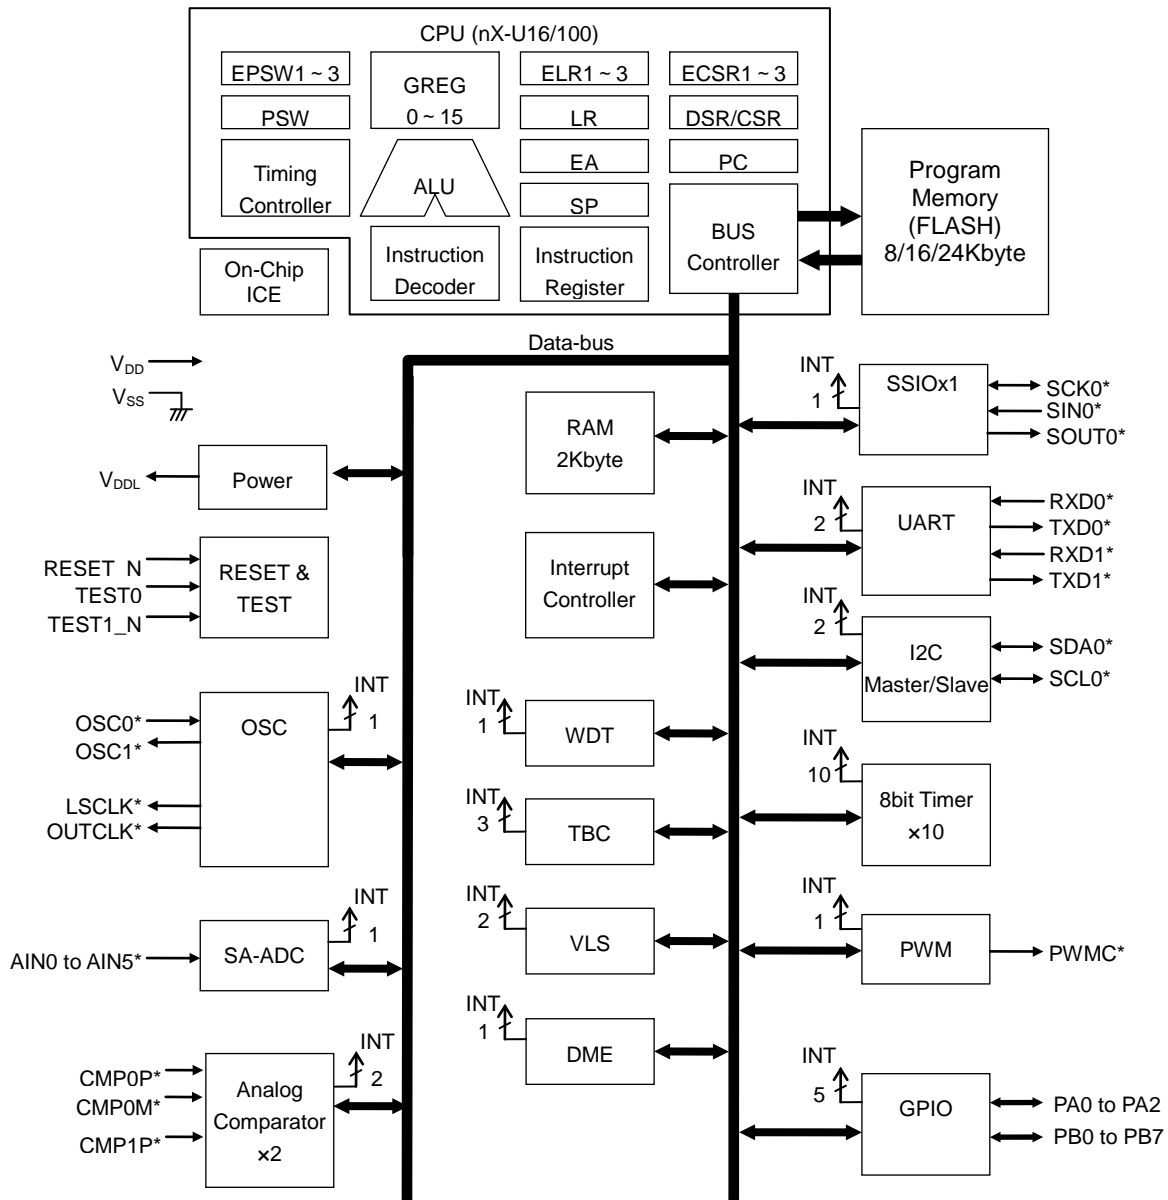 CPU (nX-U16/100)
EPSW1 ~ 3
GREG
0 ~ 15
ELR1 ~ 3
ECSR1 ~ 3
PSW
LR
DSR/CSR
Timing
Controller
ALU
EA
PC
SP
BUS
Controller
Program
Memory
(FLASH)
8/16/24Kbyte
On-Chip
ICE
Instruction
Decoder
Instruction
Register
Data-bus
VDD
VSS
VDDL
Power
RESET_N
TEST0
TEST1_N
RESET &
TEST
OSC0*
OSC1*
LSCLK*
OUTCLK*
OSC
INT
1
AIN0 to AIN5*
SA-ADC
INT
1
CMP0P*
CMP0M*
CMP1P*
Analog
Comparator
×2
INT
2
RAM
2Kbyte
Interrupt
Controller
INT
1
WDT
INT
3
TBC
INT
2
VLS
INT
1
DME
INT
1
SSIOx1
SCK0*
SIN0*
SOUT0*
INT
2
UART
RXD0*
TXD0*
RXD1*
TXD1*
INT
2
I2C
Master/Slave
SDA0*
SCL0*
INT
10
8bit Timer
×10
INT
1
PWM
PWMC*
INT
5
GPIO
PA0 to PA2
PB0 to PB7